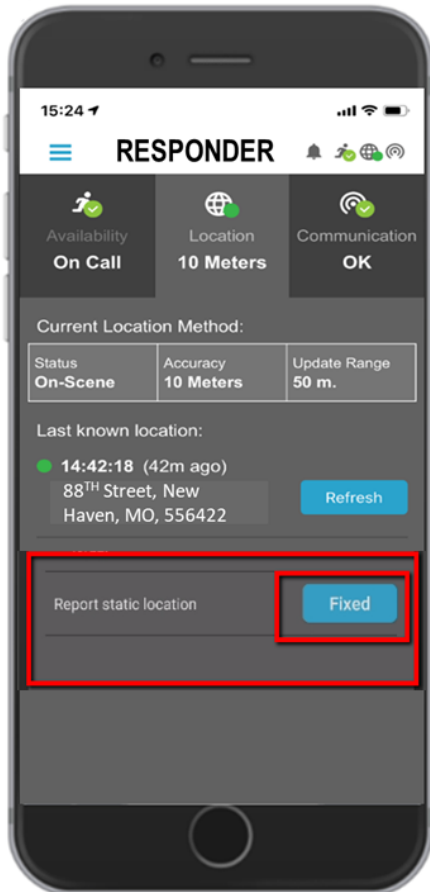 15:24
RESPONDER
Availability
On Call
Location
10 Meters
Communication
OK
Current Location Method:
Status
On-Scene
Accuracy
10 Meters
Update Range
50 m.
Last known location:
14:42:18 (42m ago)
88TH Street, New
Haven, MO, 556422
Refresh
Report static location
Fixed